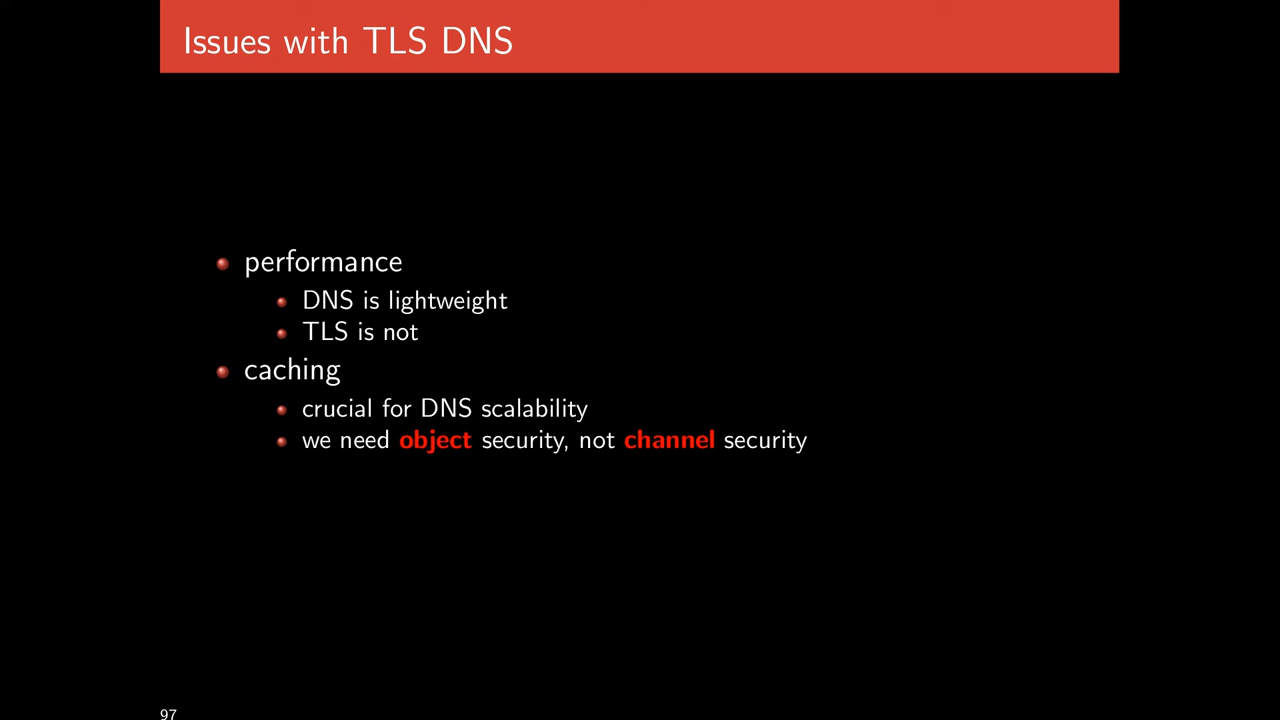 Issues with TLS DNS
performance
DNS is lightweight
TLS is not
caching
crucial for DNS scalability
we need object security, not channel security
97